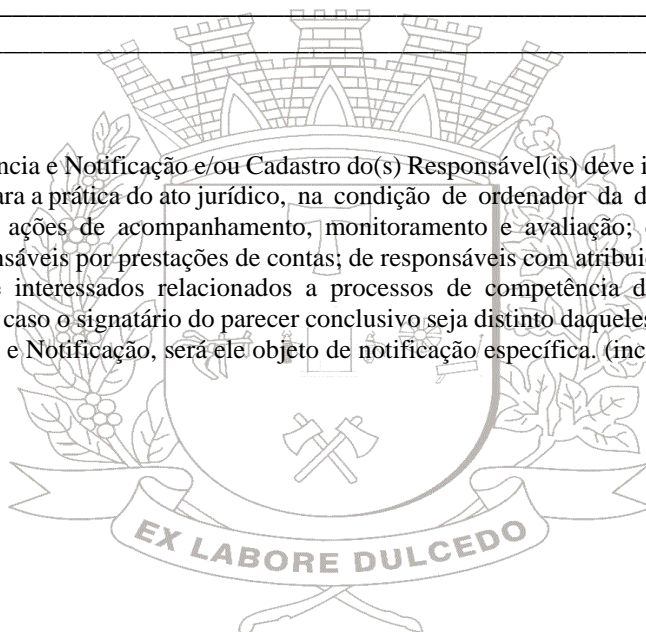 ncia e Notificação e/ou Cadastro do(s) Responsável(is) deve i
ara a prática do ato jurídico, na condição de ordenador da d
ações de acompanhamento, monitoramento e avaliação;
nsáveis por prestações de contas; de responsáveis com atribui
e interessados relacionados a processos de competência d
caso o signatário do parecer conclusivo seja distinto daqueles
e Notificação, será ele objeto de notificação específica. (inc
EX LABORE DULCEDO